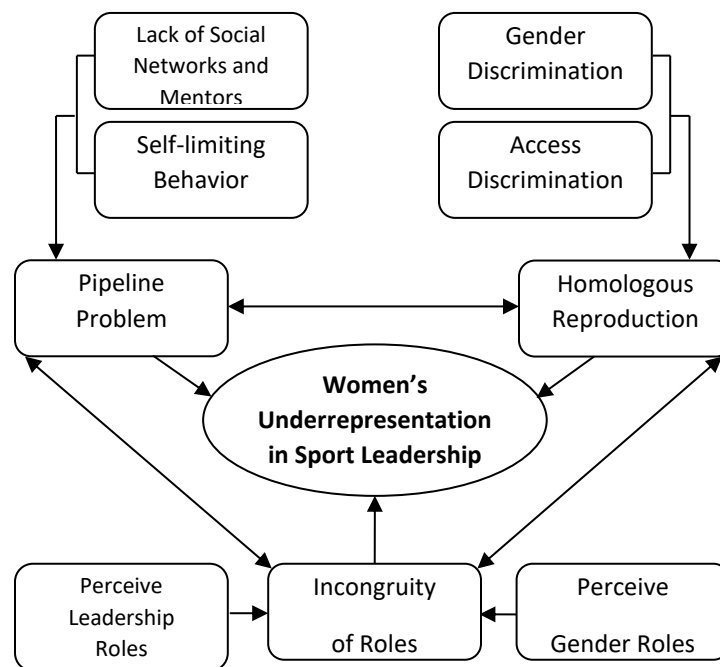 Lack of Social
Networks and
Mentors
Gender
Discrimination
Self-limiting
Behavior
Access
Discrimination
Pipeline
Problem
Homologous
Reproduction
Women’s
Underrepresentation
in Sport Leadership
Perceive
Leadership
Roles
Incongruity
of Roles
Perceive
Gender Roles